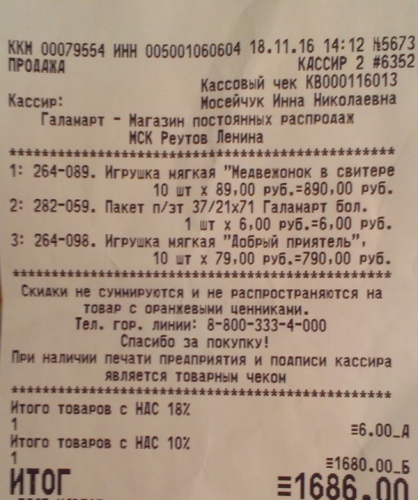 ККМ 00079554 ИНН 005001060604 18.11.16 14:12 №5673
ПРОДАЖА КАССИР 2 #6352
Кассовый чек КВ000116013
Кассир: Мосейчук Инна Николаевна
Галамарт - Магазин постоянных распродаж
МСК Реутов Ленина
****************************************
1: 264-089. Игрушка мягкая "Медвежонок в свитере
10 шт х 89,00 руб.=890,00 руб.
2: 282-059. Пакет п/эт 37/21х71 Галамарт бол.
1 шт х 6,00 руб.=6,00 руб.
3: 264-098. Игрушка мягкая "Добрый приятель",
10 шт х 79,00 руб.=790,00 руб.
****************************************
Скидки не суммируются и не распространяются на
товар с оранжевыми ценниками.
Тел. гор. линии: 8-800-333-4-000
Спасибо за покупку!
При наличии печати предприятия и подписи кассира
является товарным чеком
****************************************
Итого товаров с НДС 18%
1 ≡6.00_А
Итого товаров с НДС 10%
1 ≡1680.00_Б
ИТОГ ≡1686.00